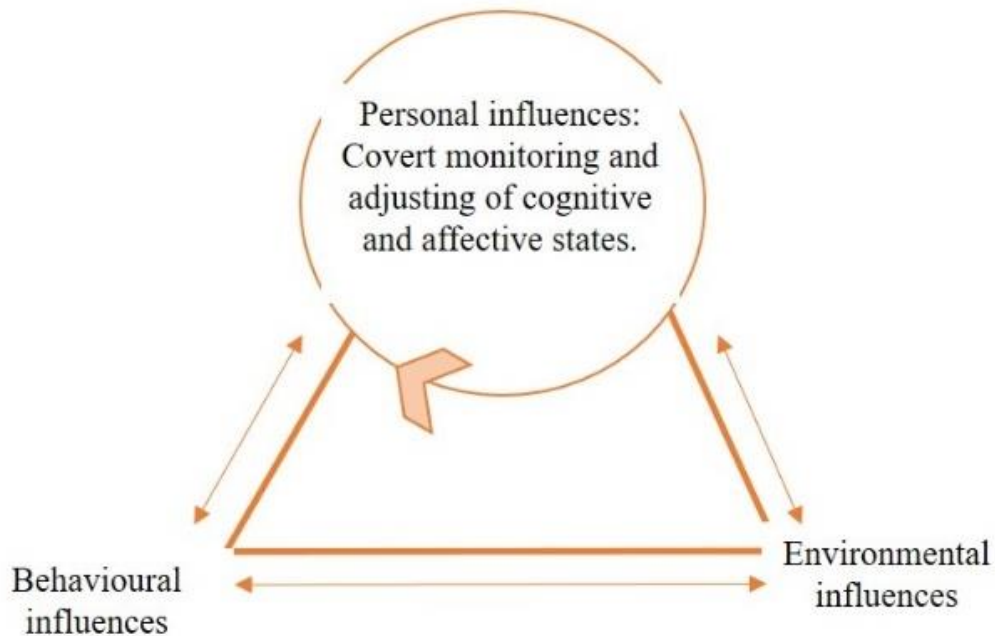 Personal influences:
Covert monitoring and
adjusting of cognitive
and affective states.
Behavioural
influences
Environmental
influences